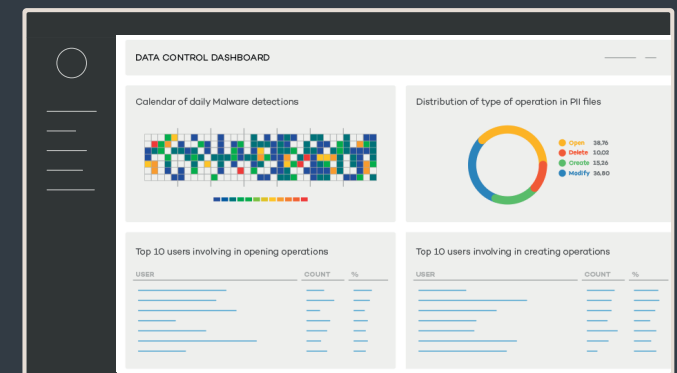 DATA CONTROL DASHBOARD
Calendar of daily Malware detections
Distribution of type of operation in PII files
Open 38,76
Delete 10,02
Create 15,26
Modify 36,80
Top 10 users involving in opening operations
USER COUNT %
Top 10 users involving in creating operations
USER COUNT %